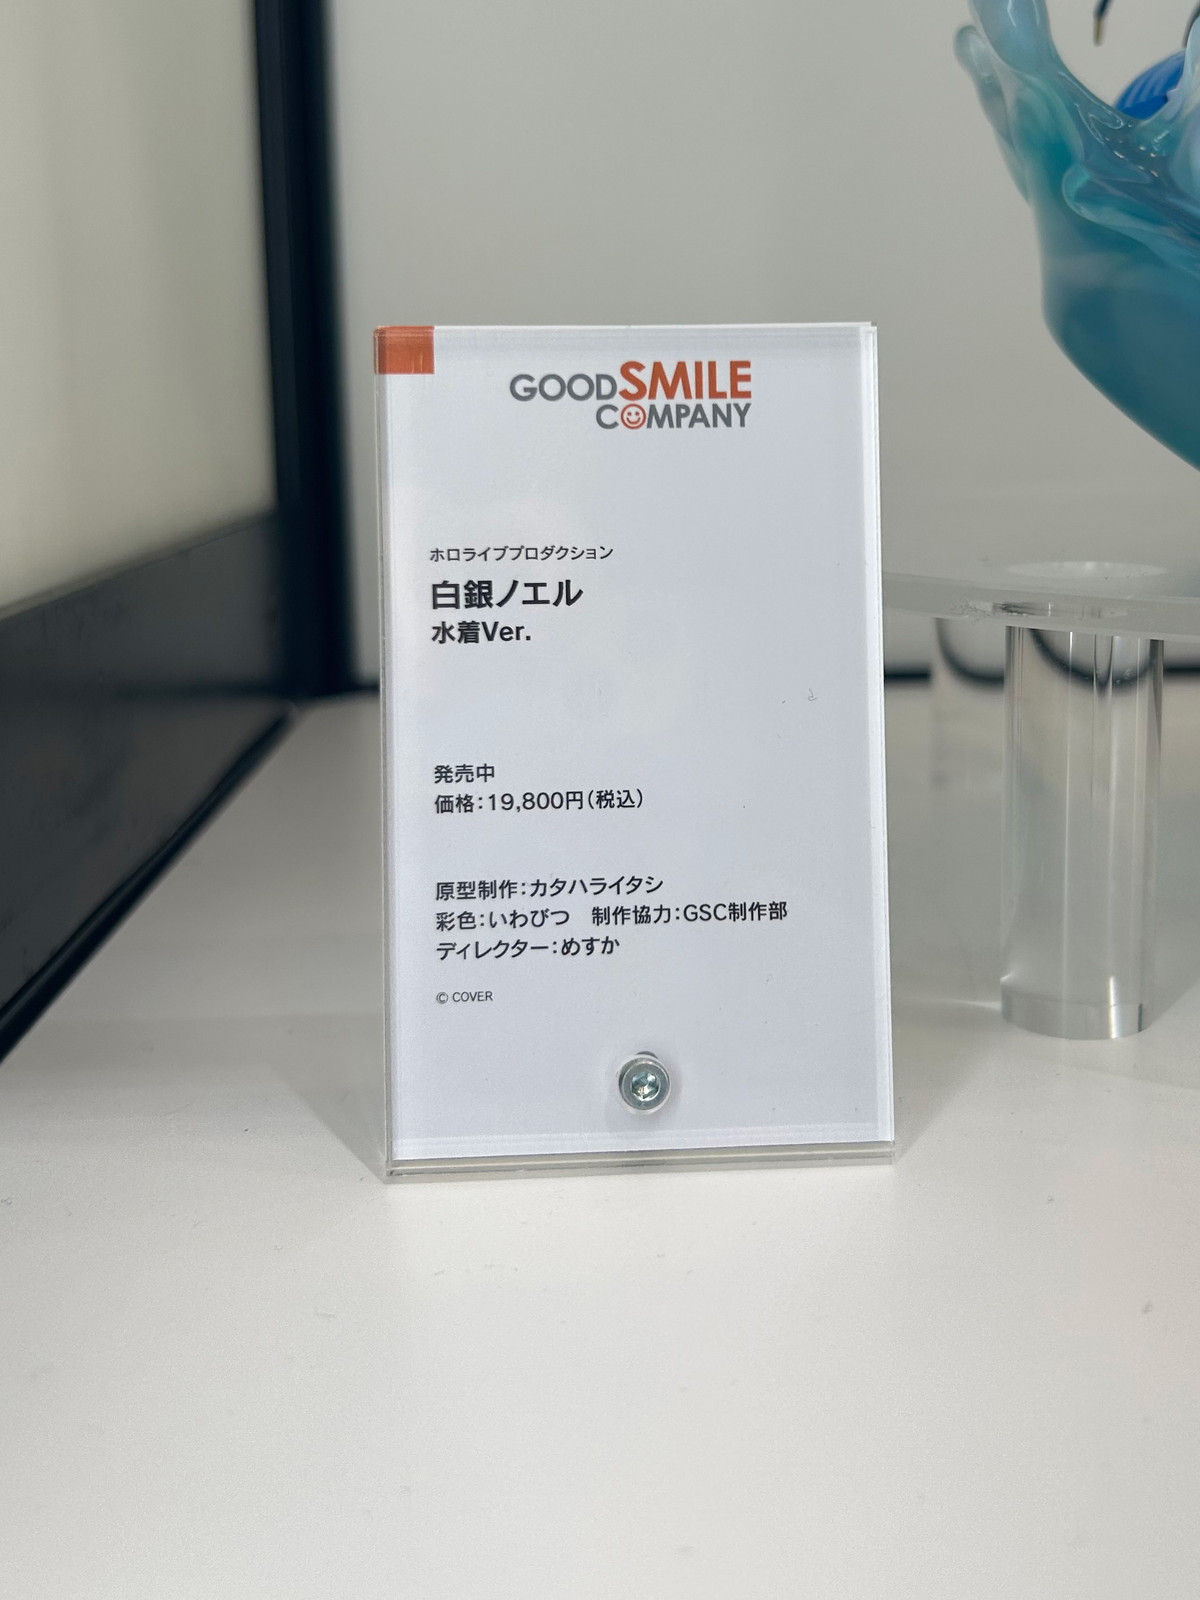 GOODSMILE
COMPANY
ホロライブプロダクション
白銀ノエル
水着Ver.
発売中
価格：19,800円（税込）
原型制作：カタハライタシ
彩色：いわびつ　制作協力：GSC制作部
ディレクター：めすか
© COVER